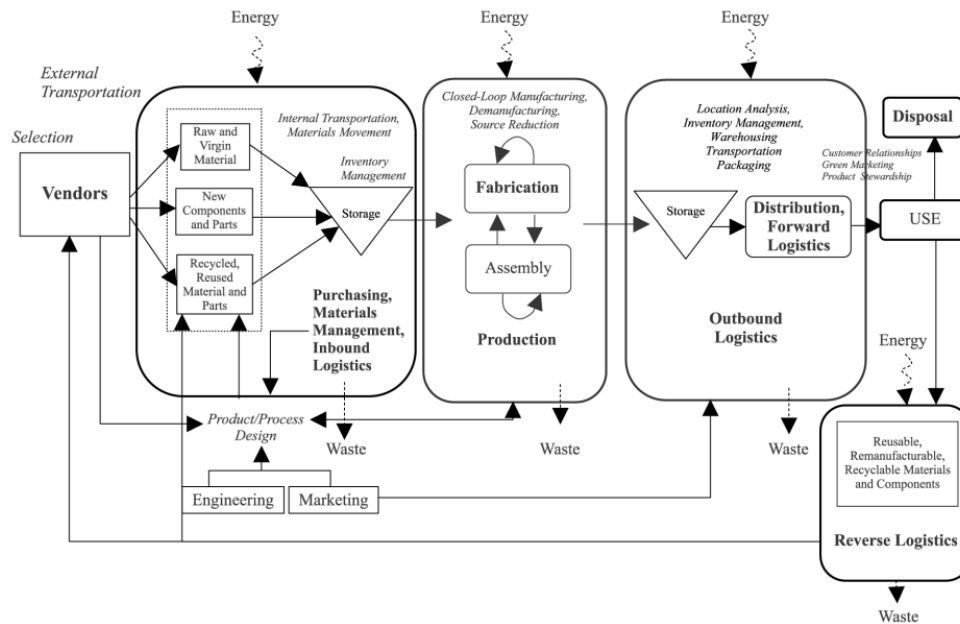 Energy
Energy
Energy
External
Transportation
Selection
Vendors
Raw and
Virgin
Material
New
Components
and Parts
Recycled,
Reused
Material and
Parts
Internal Transportation,
Materials Movement
Inventory
Management
Storage
Purchasing,
Materials
Management,
Inbound
Logistics
Closed-Loop Manufacturing,
Demanufacturing,
Source Reduction
Fabrication
Assembly
Production
Location Analysis,
Inventory Management,
Warehousing
Transportation
Packaging
Storage
Distribution,
Forward
Logistics
Outbound
Logistics
Customer Relationships
Green Marketing
Product Stewardship
Disposal
USE
Energy
Product/Process
Design
Waste
Waste
Waste
Engineering
Marketing
Reusable,
Remanufacturable,
Recyclable Materials
and Components
Reverse Logistics
Waste